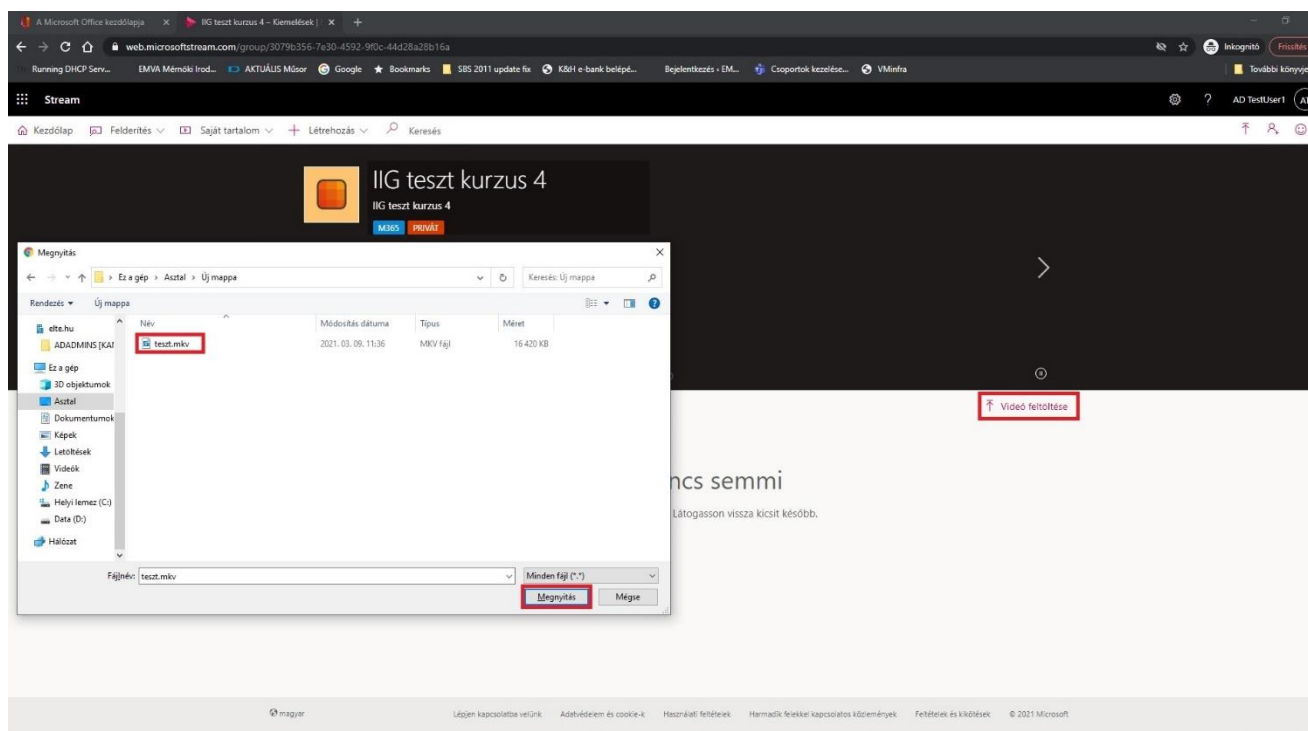 A Microsoft Office kezdőlapja
IIG teszt kurzus 4 – Kiemelések |
web.microsoftstream.com/group/3079b356-7e30-4592-9f0c-44d28a28b16a
Inkognitó
Frissítés
Running DHCP Serv...
EMVA Mérnöki Irod...
AKTUÁLIS Műsor
Google
Bookmarks
SBS 2011 update fix
K&H e-bank belépé...
Bejelentkezés ‹ EM...
Csoportok kezelése...
VMinfra
További könyvje
Stream
? AD TestUser1
Kezdőlap
Felderítés
Saját tartalom
Létrehozás
Keresés
IIG teszt kurzus 4
IIG teszt kurzus 4
M365 PRIVÁT
Megnyitás
Ez a gép › Asztal › Új mappa
Keresés: Új mappa
Rendezés
Új mappa
Név
Módosítás dátuma
Típus
Méret
elte.hu
teszt.mkv
2021. 03. 09. 11:36
MKV fájl
16 420 KB
ADADMINS [KAN
Ez a gép
3D objektumok
Asztal
Dokumentumok
Képek
Letöltések
Videók
Zene
Helyi lemez (C:)
Data (D:)
Hálózat
Fájlnév: teszt.mkv
Minden fájl (*.*)
Megnyitás
Mégse
Videó feltöltése
ncs semmi
Látogasson vissza kicsit később.
magyar
Lépjen kapcsolatba velünk
Adatvédelem és cookie-k
Használati feltételek
Harmadik felekkel kapcsolatos közlemények
Feltételek és kikötések
© 2021 Microsoft